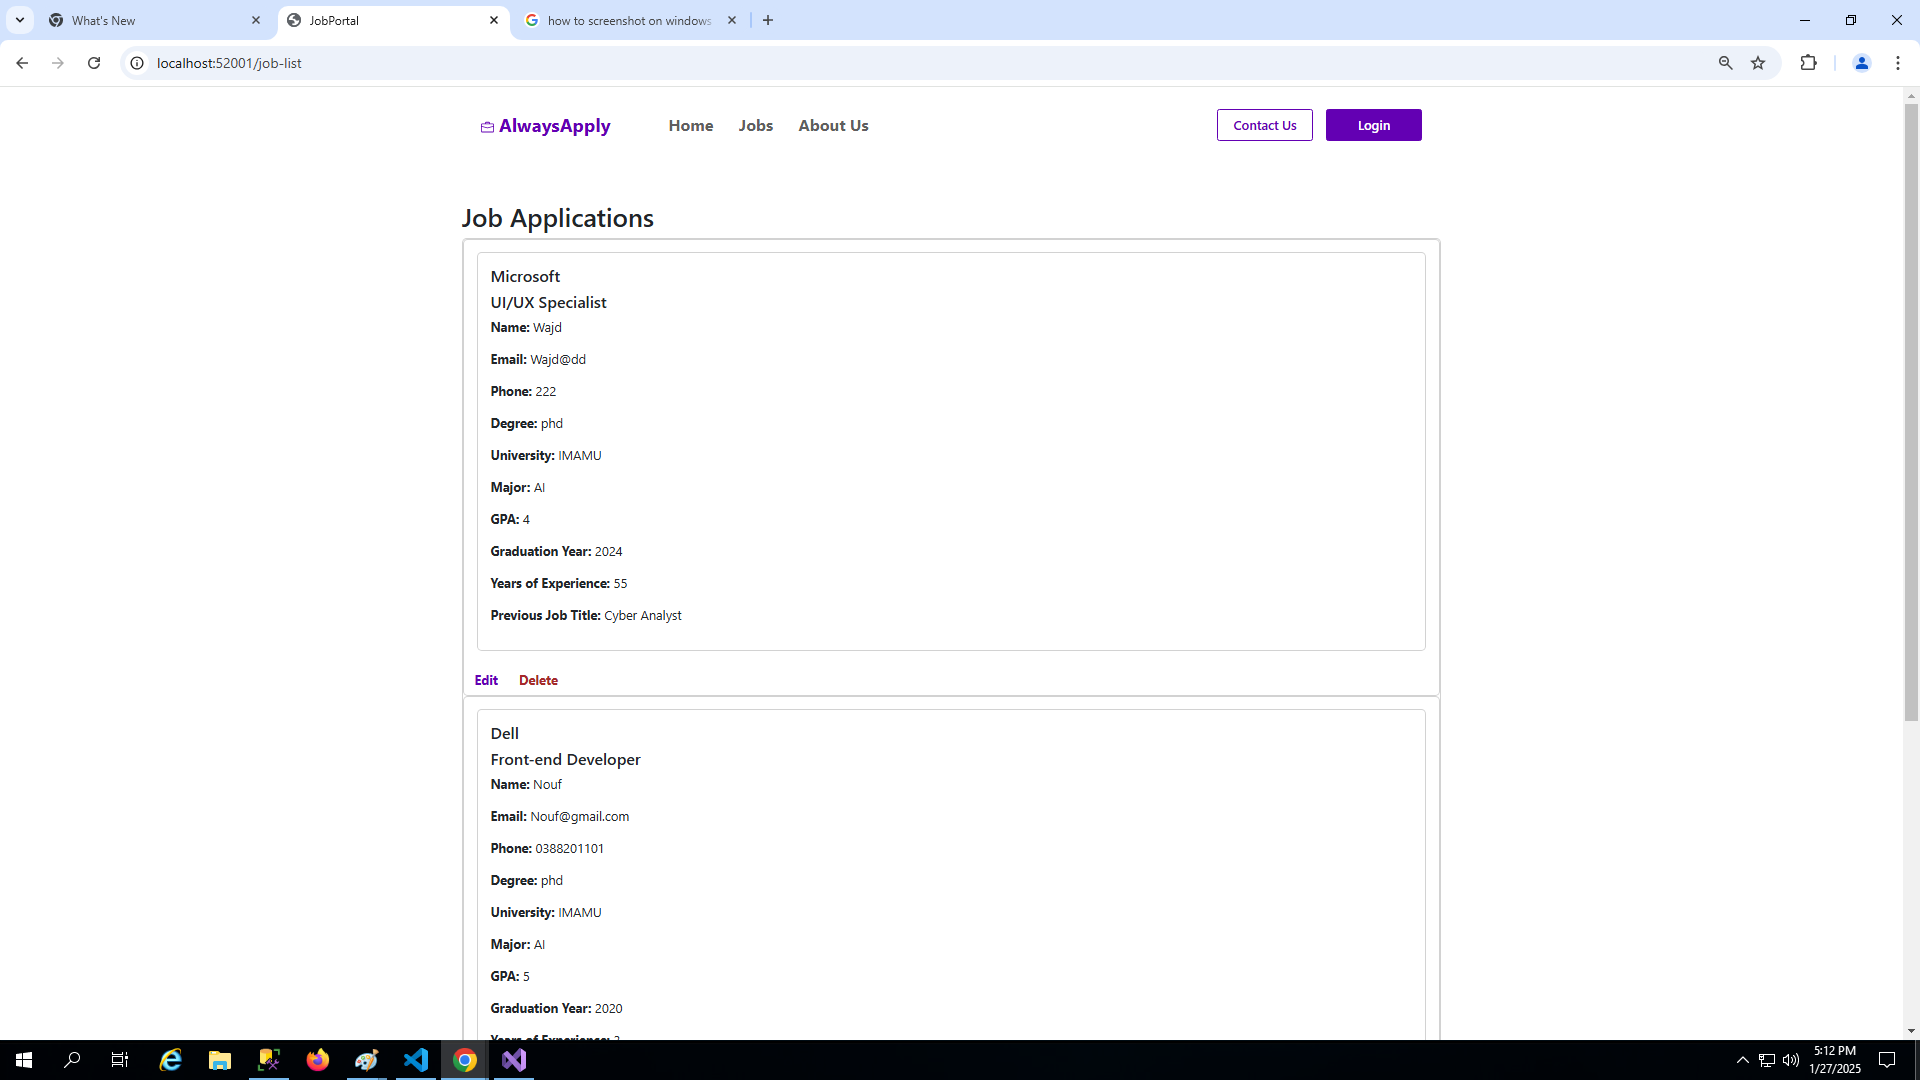 What's New
JobPortal
how to screenshot on windows
localhost:52001/job-list
AlwaysApply
Home
Jobs
About Us
Contact Us
Login
Job Applications
Microsoft
UI/UX Specialist
Name: Wajd
Email: Wajd@dd
Phone: 222
Degree: phd
University: IMAMU
Major: AI
GPA: 4
Graduation Year: 2024
Years of Experience: 55
Previous Job Title: Cyber Analyst
Edit
Delete
Dell
Front-end Developer
Name: Nouf
Email: Nouf@gmail.com
Phone: 0388201101
Degree: phd
University: IMAMU
Major: AI
GPA: 5
Graduation Year: 2020
Years of Experience:
5:12 PM
1/27/2025